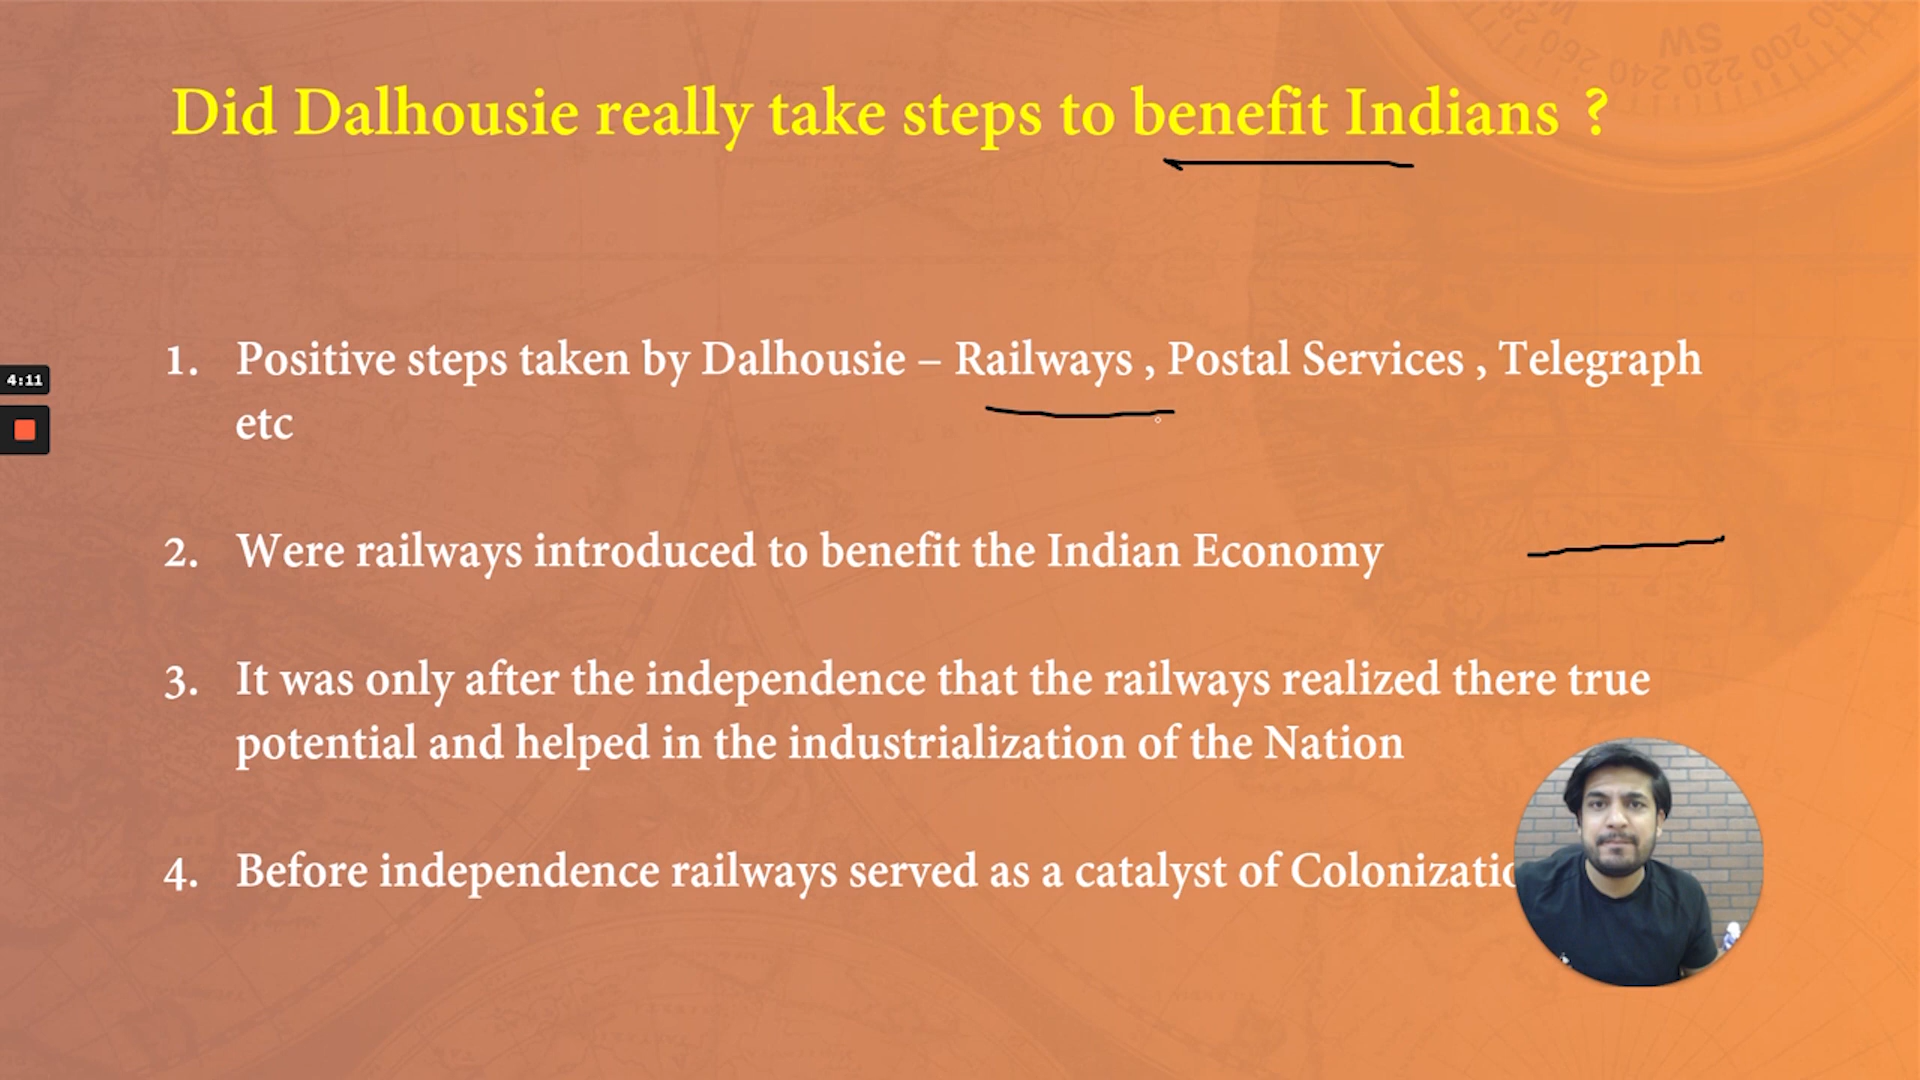 Did Dalhousie really take steps to benefit Indians ?
1. Positive steps taken by Dalhousie – Railways , Postal Services , Telegraph
etc
4:11
2. Were railways introduced to benefit the Indian Economy
3. It was only after the independence that the railways realized there true
potential and helped in the industrialization of the Nation
4. Before independence railways served as a catalyst of